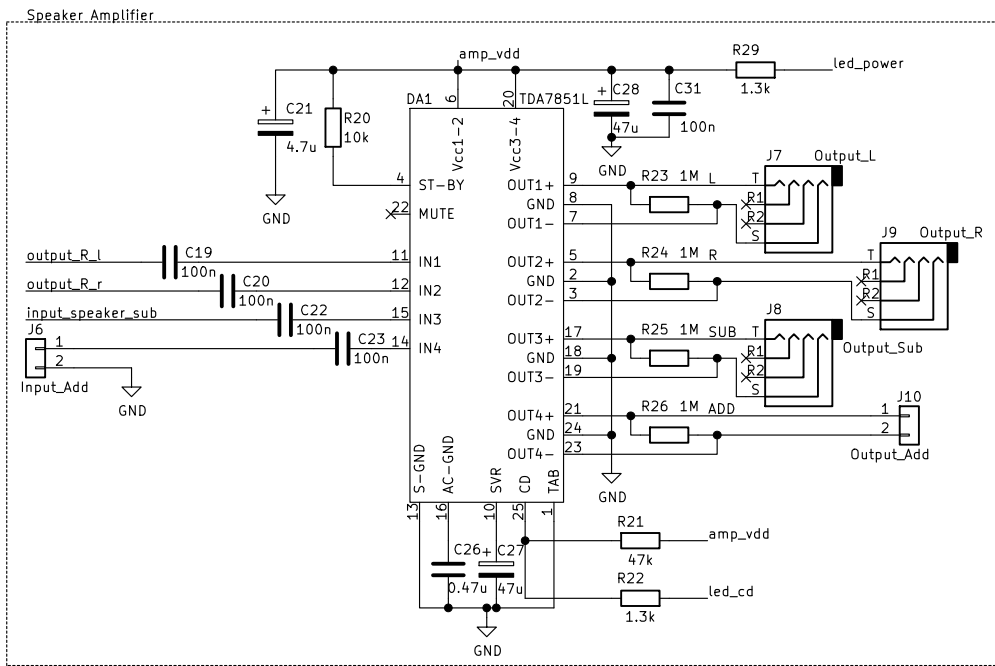 Speaker Amplifier
amp_vdd
R29
led_power
1.3k
C21
+
4.7u
GND
R20
10k
DA1
TDA7851L
6
20
Vcc1-2
Vcc3-4
+
C28
47u
C31
100n
GND
4
ST-BY
22
MUTE
OUT1+
9
R23 1M L
GND
8
OUT1-
7
J7
Output_L
T
R1
R2
S
output_R_l
C19
100n
11
IN1
output_R_r
C20
100n
12
IN2
input_speaker_sub
C22
100n
15
IN3
J6
1
2
Input_Add
GND
C23
100n
14
IN4
OUT2+
5
R24 1M R
GND
2
OUT2-
3
J9
Output_R
T
R1
R2
S
OUT3+
17
R25 1M SUB
GND
18
OUT3-
19
J8
T
R1
R2
S
Output_Sub
OUT4+
21
R26 1M ADD
GND
24
OUT4-
23
J10
1
2
Output_Add
GND
S-GND
AC-GND
SVR
CD
TAB
13
16
10
25
1
C26
0.47u
+
C27
47u
GND
R21
47k
amp_vdd
R22
1.3k
led_cd